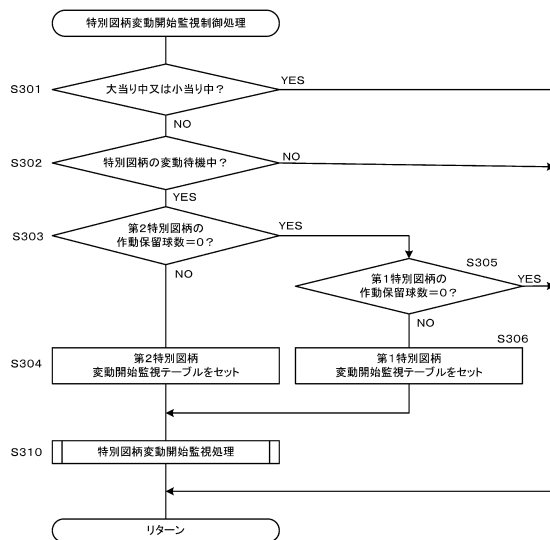 特別図柄変動開始監視制御処理
S301
大当り中又は小当り中？
YES
NO
S302
特別図柄の変動待機中？
NO
YES
S303
第2特別図柄の
作動保留球数＝０？
YES
NO
S305
第1特別図柄の
作動保留球数＝０？
YES
NO
S304
第2特別図柄
変動開始監視テーブルをセット
S306
第1特別図柄
変動開始監視テーブルをセット
S310
特別図柄変動開始監視処理
リターン